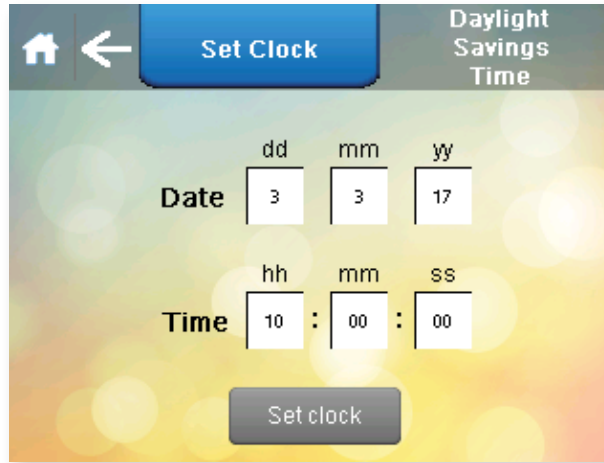 Set Clock
Daylight
Savings
Time
dd mm yy
Date 3 3 17
hh mm ss
Time 10 : 00 : 00
Set clock